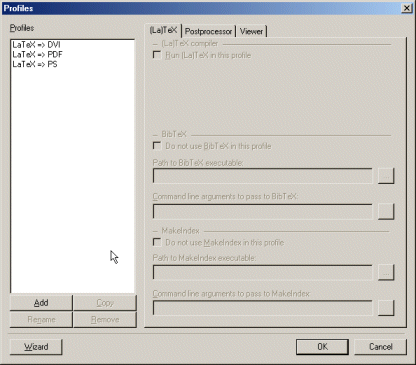 Profiles
Profiles
LaTeX => DVI
LaTeX => PDF
LaTeX => PS
Add
Copy
Rename
Remove
Wizard
(La)TeX
Postprocessor
Viewer
(La)TeX compiler
Run (La)TeX in this profile
BibTeX
Do not use BibTeX in this profile
Path to BibTeX executable:
...
Command line arguments to pass to BibTeX:
...
MakeIndex
Do not use MakeIndex in this profile
Path to MakeIndex executable:
...
Command line arguments to pass to MakeIndex:
...
OK
Cancel